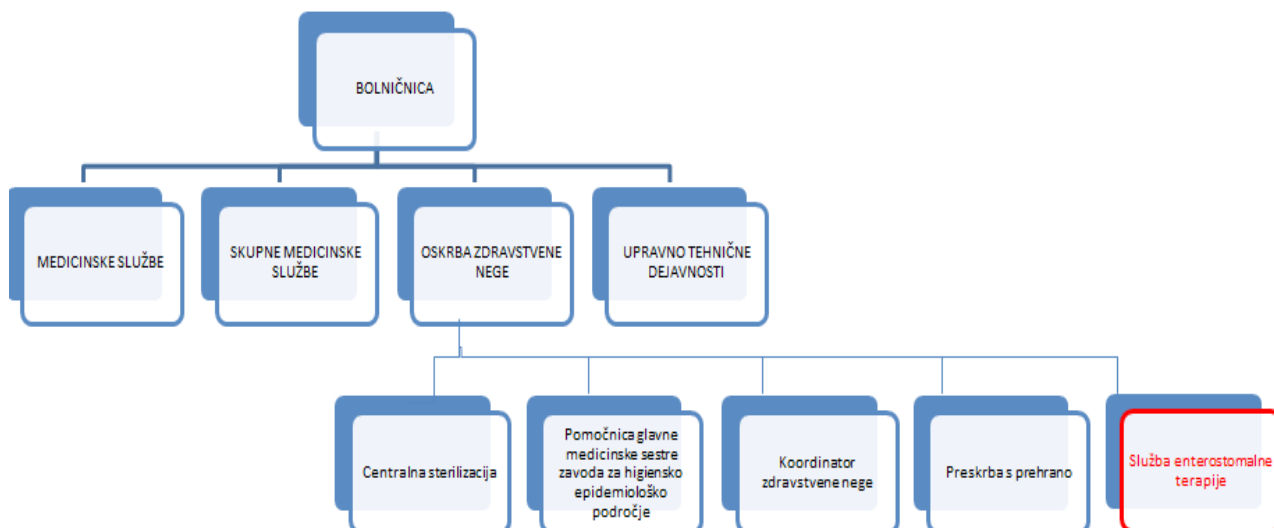 BOLNIČNICA
MEDICINSKE SLUŽBE
SKUPNE MEDICINSKE
SLUŽBE
OSKRBA ZDRAVSTVENE
NEGE
UPRAVNO TEHNIČNE
DEJAVNOSTI
Centralna sterilizacija
Pomočnica glavne
medicinske sestre
zavoda za higiensko
epidemiološko
področje
Koordinator
zdravstvene nege
Preskrba s prehrano
Služba enterostomalne
terapije